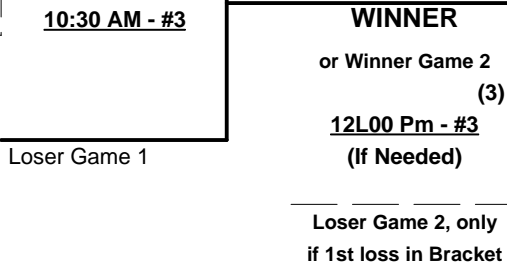 10:30 AM - #3
Loser Game 1
WINNER
or Winner Game 2
(3)
12L00 Pm - #3
(If Needed)
Loser Game 2, only
if 1st loss in Bracket